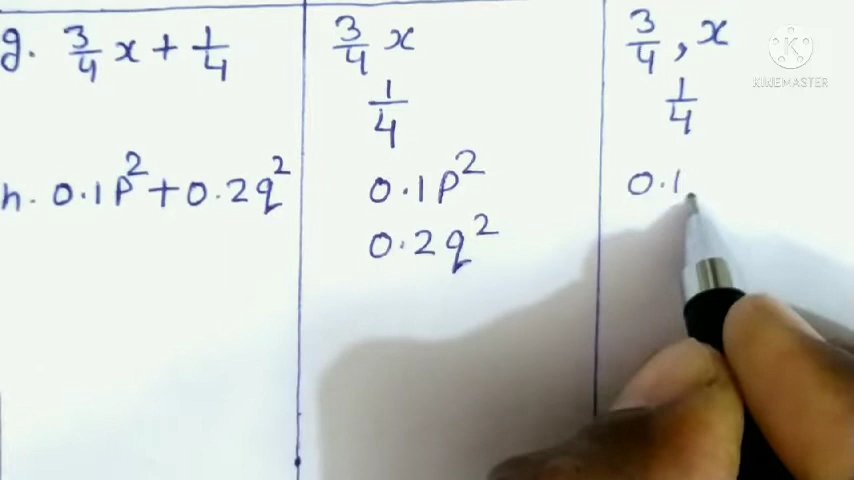 g. 3/4 x + 1/4
3/4 x
3/4, x
1/4
1/4
h. 0.1p² + 0.2q²
0.1p²
0.1
0.2q²
K
KINEMASTER